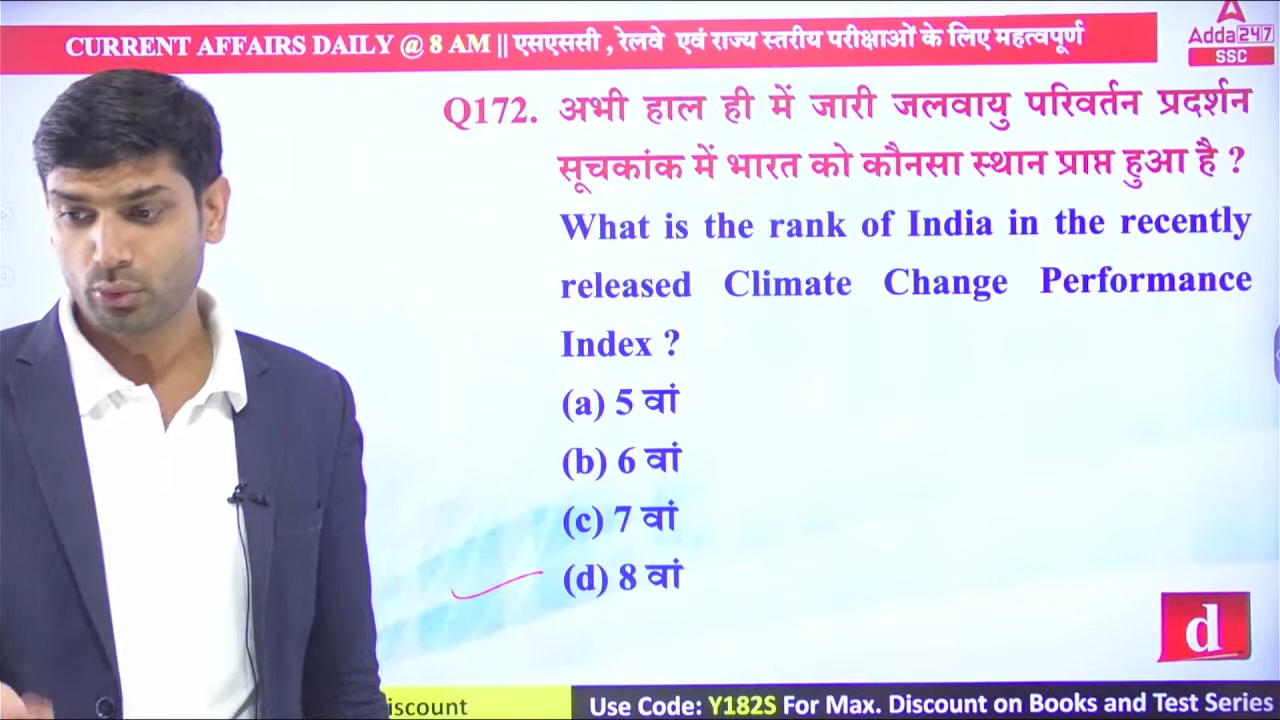 CURRENT AFFAIRS DAILY @ 8 AM || एसएससी , रेलवे एवं राज्य स्तरीय परीक्षाओं के लिए महत्वपूर्ण
Adda247
SSC
Q172. अभी हाल ही में जारी जलवायु परिवर्तन प्रदर्शन
सूचकांक में भारत को कौनसा स्थान प्राप्त हुआ है ?
What is the rank of India in the recently
released Climate Change Performance
Index ?
(a) 5 वां
(b) 6 वां
(c) 7 वां
(d) 8 वां
d
iscount
Use Code: Y182S For Max. Discount on Books and Test Series